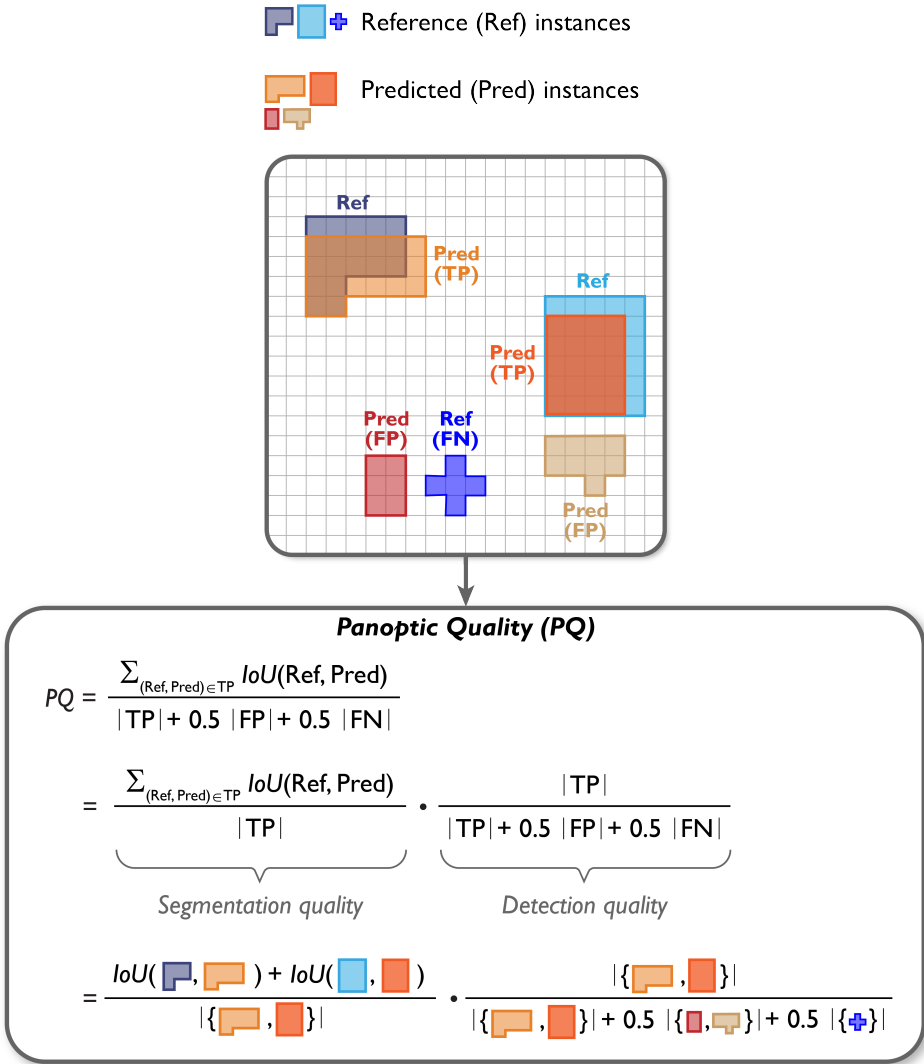 Reference (Ref) instances
Predicted (Pred) instances
Ref
Pred
(TP)
Ref
Pred
(TP)
Pred
(FP)
Ref
(FN)
Pred
(FP)
Panoptic Quality (PQ)
PQ = ∑(Ref, Pred)∈TP IoU(Ref, Pred)
|TP|+ 0.5 |FP|+ 0.5 |FN|
= ∑(Ref, Pred)∈TP IoU(Ref, Pred)
|TP|
• |TP|
|TP|+ 0.5 |FP|+ 0.5 |FN|
Segmentation quality
Detection quality
= IoU( , ) + IoU( , )
|{ , }|
• |{ , }|
|{ , }|+ 0.5 |{ , }|+ 0.5 |{ }|